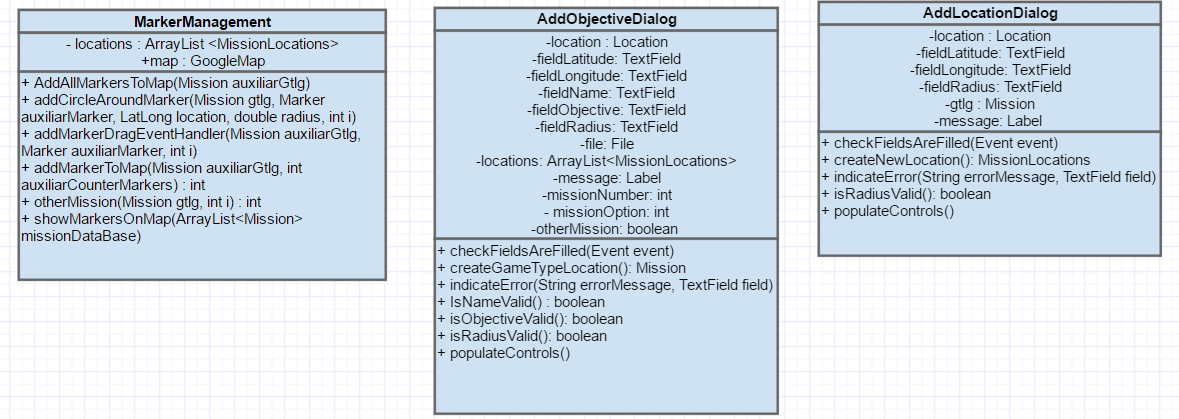 MarkerManagement
- locations : ArrayList <MissionLocations>
+map : GoogleMap
+ AddAllMarkersToMap(Mission auxiliarGtlg)
+ addCircleAroundMarker(Mission gtlg, Marker
auxiliarMarker, LatLong location, double radius, int i)
+ addMarkerDragEventHandler(Mission auxiliarGtlg,
Marker auxiliarMarker, int i)
+ addMarkerToMap(Mission auxiliarGtlg, int
auxiliarCounterMarkers) : int
+ otherMission(Mission gtlg, int i) : int
+ showMarkersOnMap(ArrayList<Mission>
missionDataBase)
AddObjectiveDialog
-location : Location
-fieldLatitude: TextField
-fieldLongitude: TextField
-fieldName: TextField
-fieldObjective: TextField
-fieldRadius: TextField
-file: File
-locations: ArrayList<MissionLocations>
-message: Label
-missionNumber: int
- missionOption: int
-otherMission: boolean
+ checkFieldsAreFilled(Event event)
+ createGameTypeLocation(): Mission
+ indicateError(String errorMessage, TextField field)
+ IsNameValid() : boolean
+ isObjectiveValid(): boolean
+ isRadiusValid(): boolean
+ populateControls()
AddLocationDialog
-location : Location
-fieldLatitude: TextField
-fieldLongitude: TextField
-fieldRadius: TextField
-gtlg : Mission
-message: Label
+ checkFieldsAreFilled(Event event)
+ createNewLocation(): MissionLocations
+ indicateError(String errorMessage, TextField field)
+ isRadiusValid(): boolean
+ populateControls()